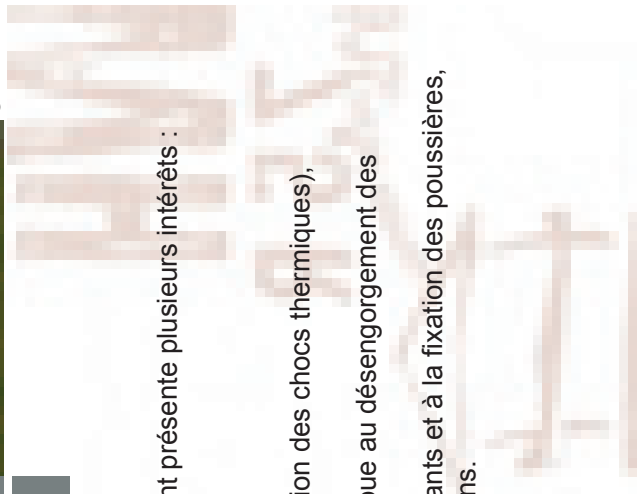 nt présente plusieurs intérêts :
ion des chocs thermiques),
ue au désengorgement des
ants et à la fixation des poussières,
ns.